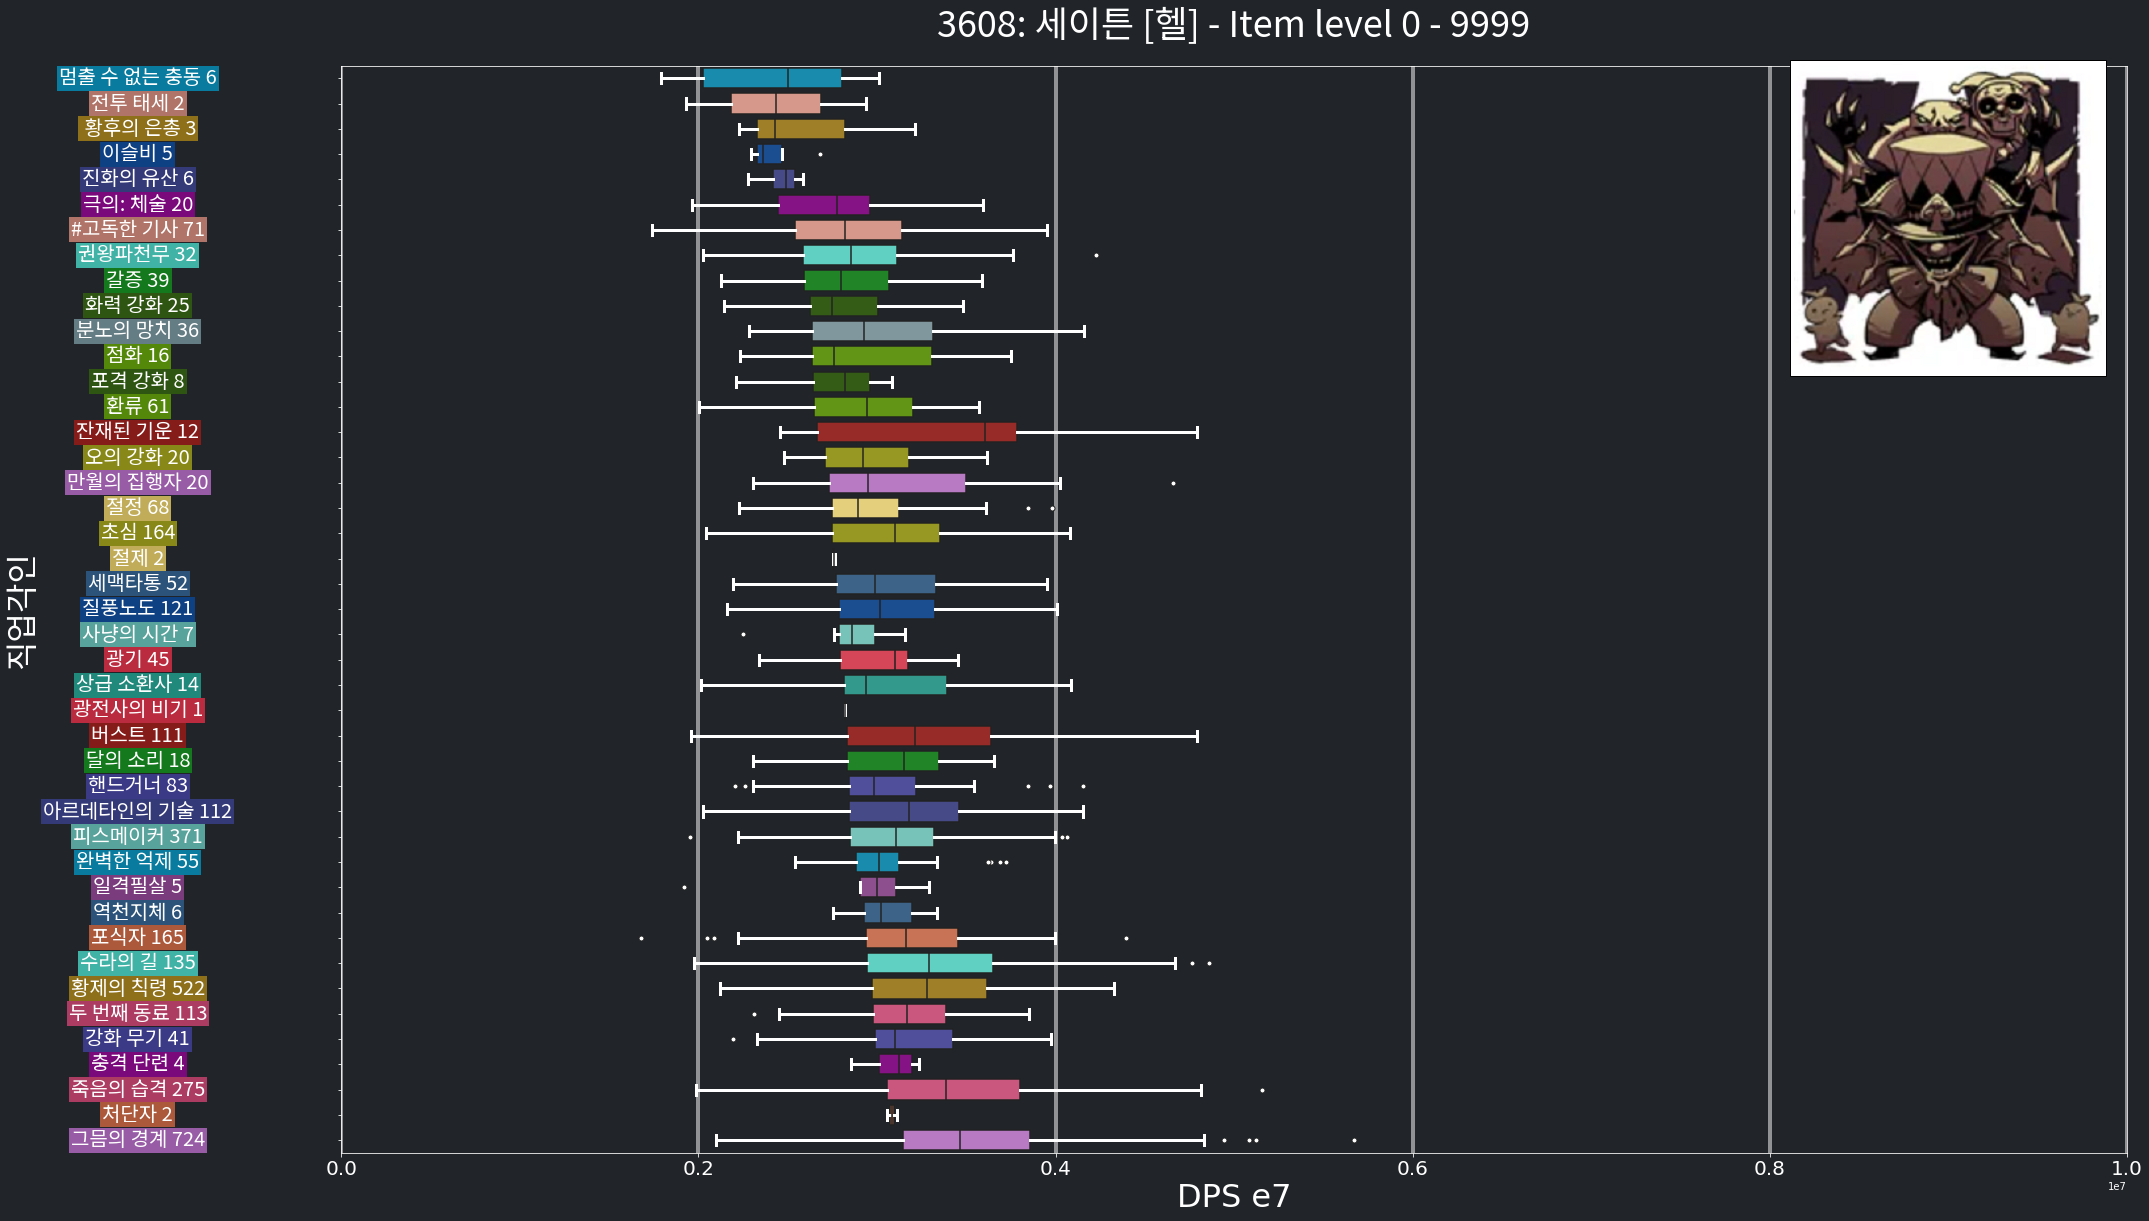 3608: 세이튼 [헬] - Item level 0 - 9999
직업각인
멈출 수 없는 충동 6
전투 태세 2
황후의 은총 3
이슬비 5
진화의 유산 6
극의: 체술 20
#고독한 기사 71
권왕파천무 32
갈증 39
화력 강화 25
분노의 망치 36
점화 16
포격 강화 8
환류 61
잔재된 기운 12
오의 강화 20
만월의 집행자 20
절정 68
초심 164
절제 2
세맥타통 52
질풍노도 121
사냥의 시간 7
광기 45
상급 소환사 14
광전사의 비기 1
버스트 111
달의 소리 18
핸드거너 83
아르데타인의 기술 112
피스메이커 371
완벽한 억제 55
일격필살 5
역천지체 6
포식자 165
수라의 길 135
황제의 칙령 522
두 번째 동료 113
강화 무기 41
충격 단련 4
죽음의 습격 275
처단자 2
그믐의 경계 724
0.0 0.2 0.4 0.6 0.8 1.0
1e7
DPS e7